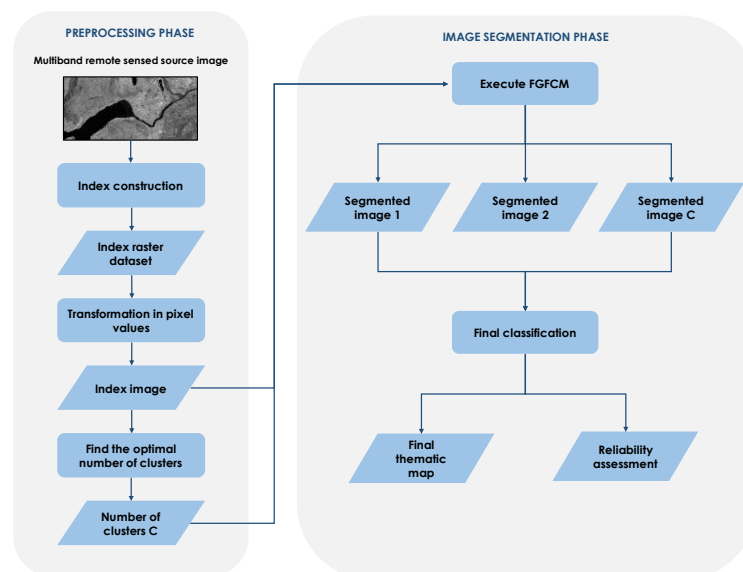 PREPROCESSING PHASE
Multiband remote sensed source image
Index construction
Index raster
dataset
Transformation in pixel
values
Index image
Find the optimal
number of clusters
Number of
clusters C
IMAGE SEGMENTATION PHASE
Execute FGFCM
Segmented
image 1
Segmented
image 2
Segmented
image C
Final classification
Final
thematic
map
Reliability
assessment